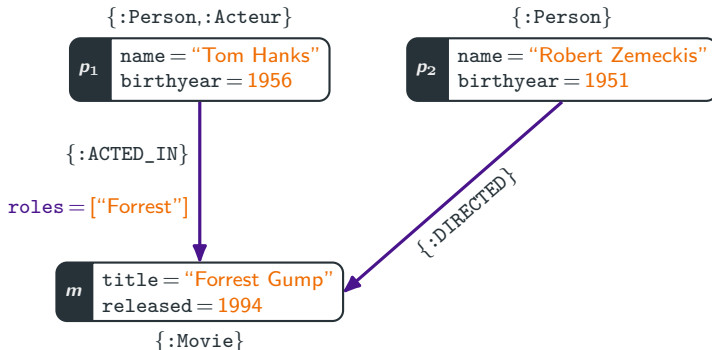 {:Person,:Acteur}
{:Person}
p1
name = “Tom Hanks”
birthyear = 1956
p2
name = “Robert Zemeckis”
birthyear = 1951
{:ACTED_IN}
roles = [“Forrest”]
{:DIRECTED}
m
title = “Forrest Gump”
released = 1994
{:Movie}